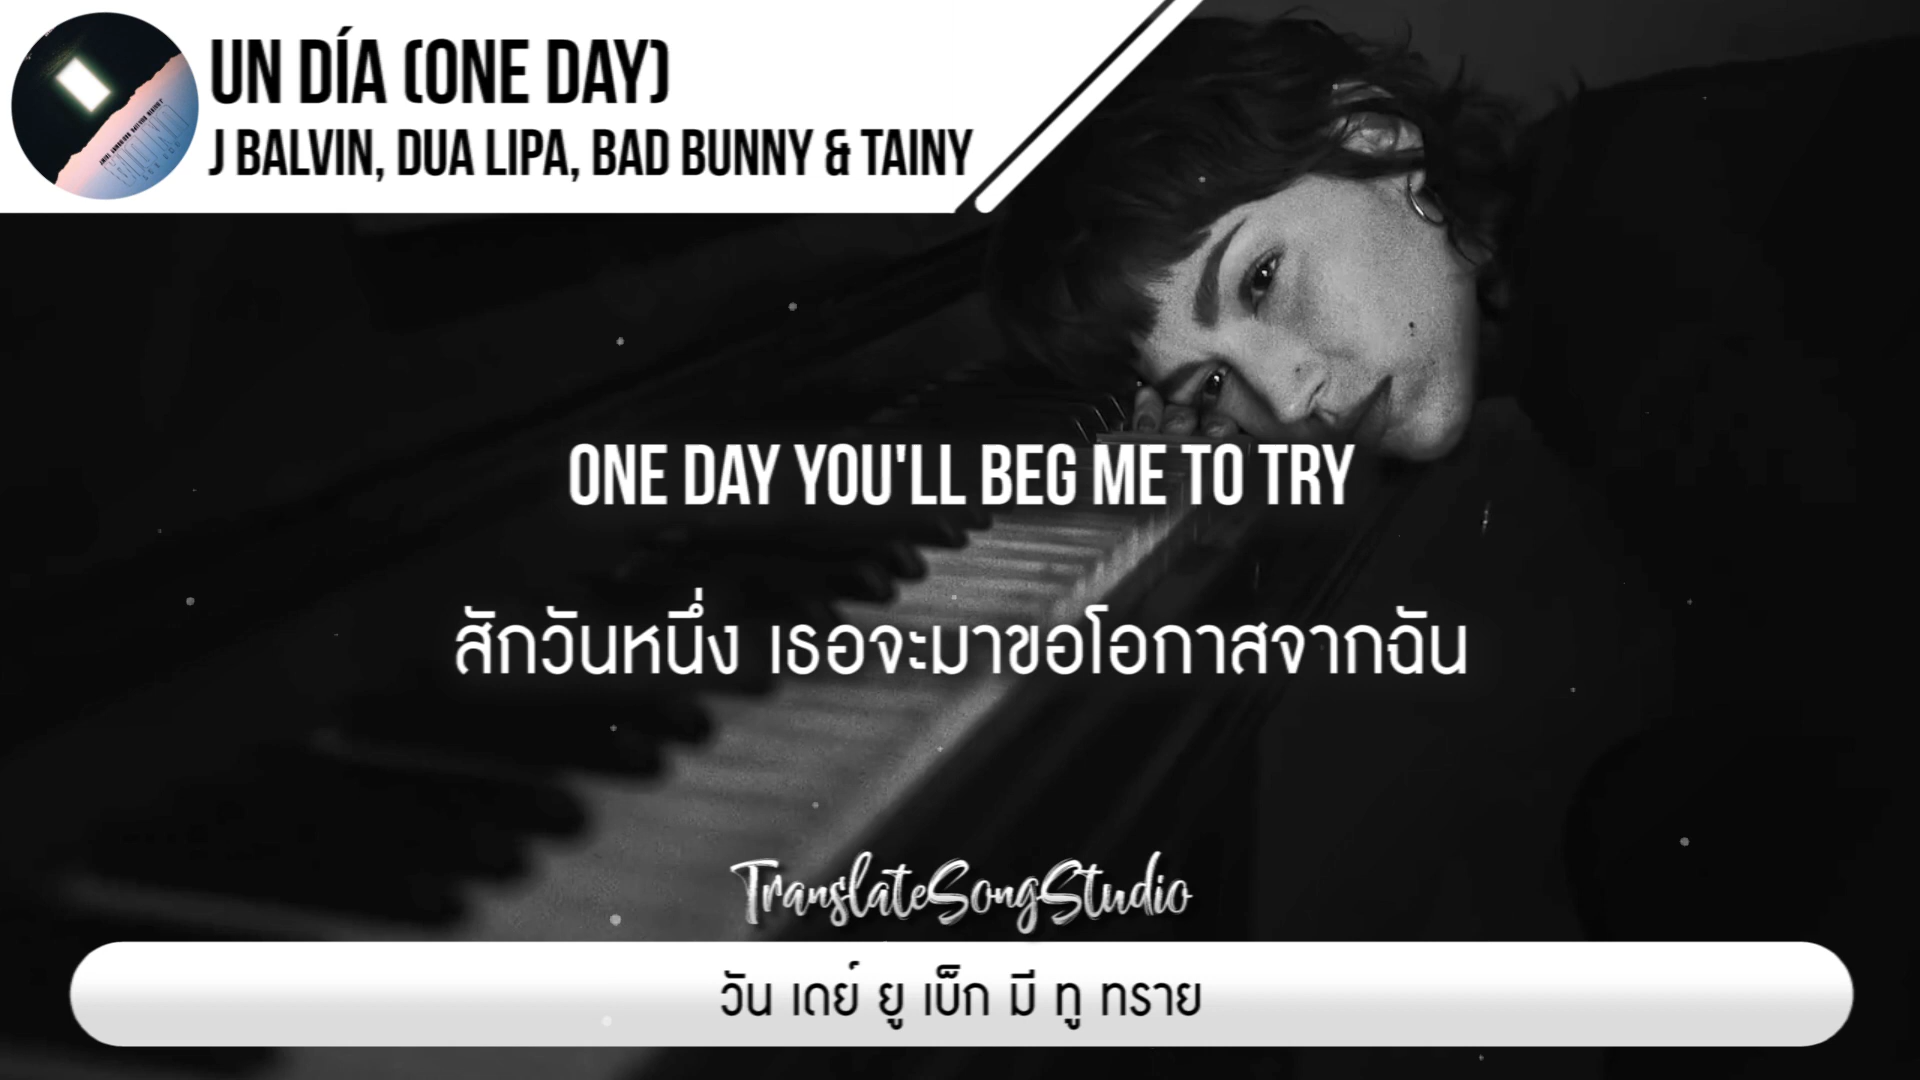 UN DÍA (ONE DAY)
J BALVIN, DUA LIPA, BAD BUNNY & TAINY
ONE DAY YOU'LL BEG ME TO TRY
สักวันหนึ่ง เธอจะมาขอโอกาสจากฉัน
TranslateSongStudio
วัน เดย์ ยู เบ็ก มี ทู ทราย